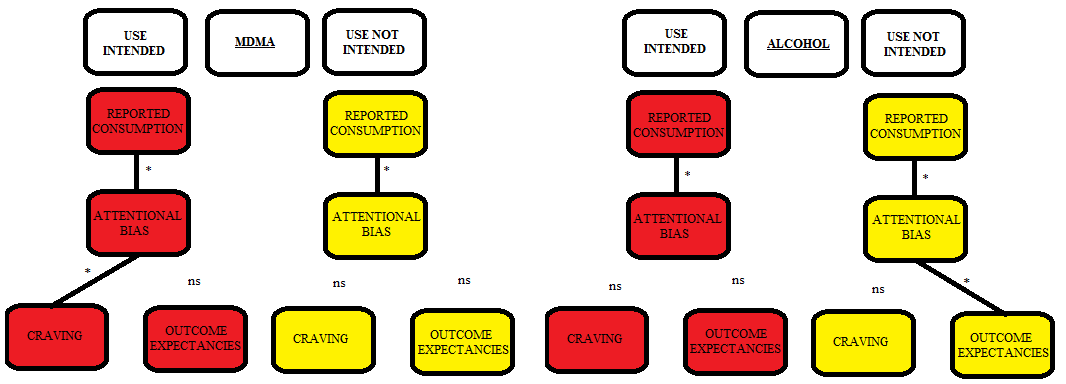 USE
INTENDED
MDMA
USE NOT
INTENDED
USE
INTENDED
ALCOHOL
USE NOT
INTENDED
REPORTED
CONSUMPTION
REPORTED
CONSUMPTION
REPORTED
CONSUMPTION
REPORTED
CONSUMPTION
*
*
*
*
ATTENTIONAL
BIAS
ATTENTIONAL
BIAS
ATTENTIONAL
BIAS
ATTENTIONAL
BIAS
*
ns
ns
ns
ns
ns
ns
*
CRAVING
OUTCOME
EXPECTANCIES
CRAVING
OUTCOME
EXPECTANCIES
CRAVING
OUTCOME
EXPECTANCIES
CRAVING
OUTCOME
EXPECTANCIES